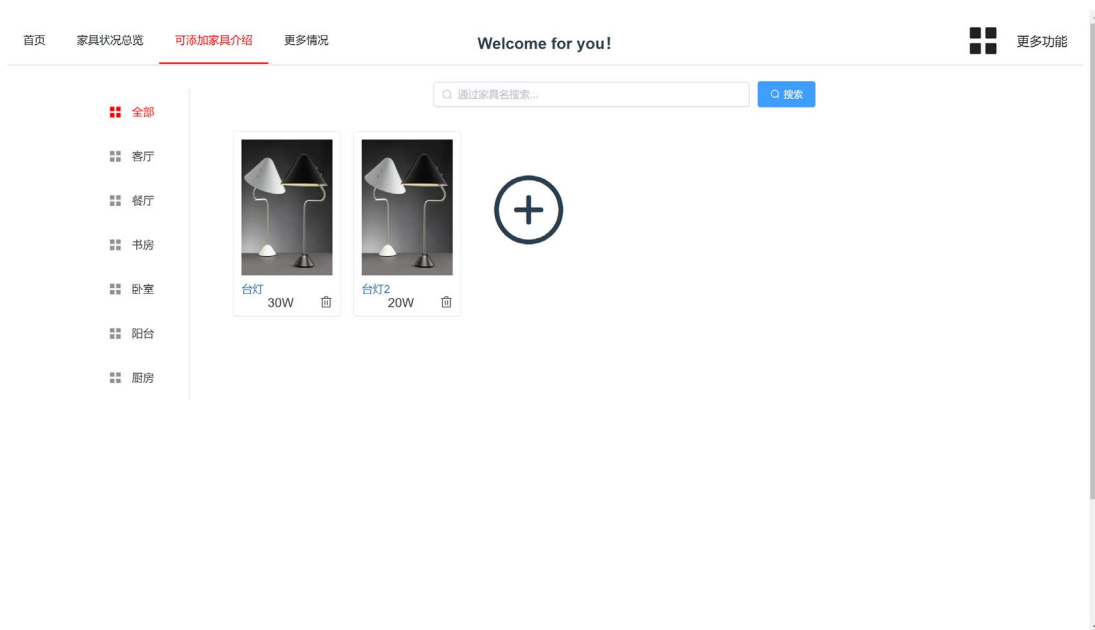 首页 家具状况总览 可添加家具介绍 更多情况 Welcome for you! 更多功能
通过家具名搜索... 搜索
全部
客厅
餐厅
书房
卧室
阳台
厨房
台灯
30W
台灯2
20W